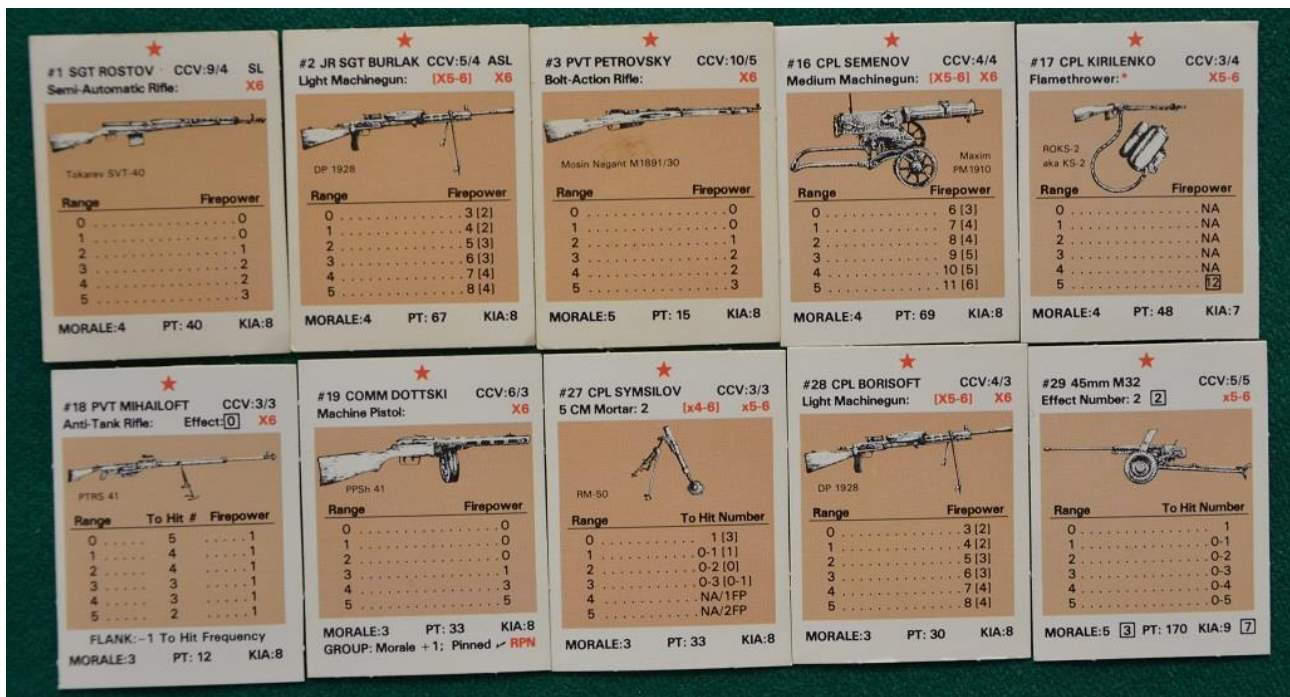 #1 SGT ROSTOV CCV:9/4 SL
Semi-Automatic Rifle: X6
Tokarev SVT-40
Range Firepower
0 ................ 0
1 ................ 0
2 ................ 1
3 ................ 2
4 ................ 2
5 ................ 3
MORALE:4 PT: 40 KIA:8
#2 JR SGT BURLAK CCV:5/4 ASL
Light Machinegun: [X5-6] X6
DP 1928
Range Firepower
0 ................ 3 [2]
1 ................ 4 [2]
2 ................ 5 [3]
3 ................ 6 [3]
4 ................ 7 [4]
5 ................ 8 [4]
MORALE:4 PT: 67 KIA:8
#3 PVT PETROVSKY CCV:10/5
Bolt-Action Rifle: X6
Mosin Nagant M1891/30
Range Firepower
0 ................ 0
1 ................ 0
2 ................ 1
3 ................ 2
4 ................ 2
5 ................ 3
MORALE:5 PT: 15 KIA:8
#16 CPL SEMENOV CCV:4/4
Medium Machinegun: [X5-6] X6
Maxim
PM1910
Range Firepower
0 ................ 6 [3]
1 ................ 7 [4]
2 ................ 8 [4]
3 ................ 9 [5]
4 ................ 10 [5]
5 ................ 11 [6]
MORALE:4 PT: 69 KIA:8
#17 CPL KIRILENKO CCV:3/4
Flamethrower:* X5-6
ROKS-2
aka KS-2
Range Firepower
0 ................ NA
1 ................ NA
2 ................ NA
3 ................ NA
4 ................ NA
5 ................ 12
MORALE:4 PT: 48 KIA:7
#18 PVT MIHAILOFT CCV:3/3
Anti-Tank Rifle: Effect: 0 X6
PTRS 41
Range To Hit # Firepower
0 ..... 5 ..... 1
1 ..... 4 ..... 1
2 ..... 4 ..... 1
3 ..... 3 ..... 1
4 ..... 3 ..... 1
5 ..... 2 ..... 1
FLANK:-1 To Hit Frequency
MORALE:3 PT: 12 KIA:8
#19 COMM DOTTSKI CCV:6/3
Machine Pistol: X6
PPSh 41
Range Firepower
0 ................ 0
1 ................ 0
2 ................ 0
3 ................ 1
4 ................ 3
5 ................ 5
MORALE:3 PT: 33 KIA:8
GROUP: Morale +1; Pinned ✓ RPN
#27 CPL SYMSILOV CCV:3/3
5 CM Mortar: 2 [x4-6] x5-6
RM-50
Range To Hit Number
0 ................ 1 [3]
1 ................ 0-1 [1]
2 ................ 0-2 [0]
3 ................ 0-3 [0-1]
4 ................ NA/1FP
5 ................ NA/2FP
MORALE:3 PT: 33 KIA:8
#28 CPL BORISOFT CCV:4/3
Light Machinegun: [X5-6] X6
DP 1928
Range Firepower
0 ................ 3 [2]
1 ................ 4 [2]
2 ................ 5 [3]
3 ................ 6 [3]
4 ................ 7 [4]
5 ................ 8 [4]
MORALE:3 PT: 30 KIA:8
#29 45mm M32 CCV:5/5
Effect Number: 2 2 x5-6
Range To Hit Number
0 ................ 1
1 ................ 0-1
2 ................ 0-2
3 ................ 0-3
4 ................ 0-4
5 ................ 0-5
MORALE:5 3 PT: 170 KIA:9 7